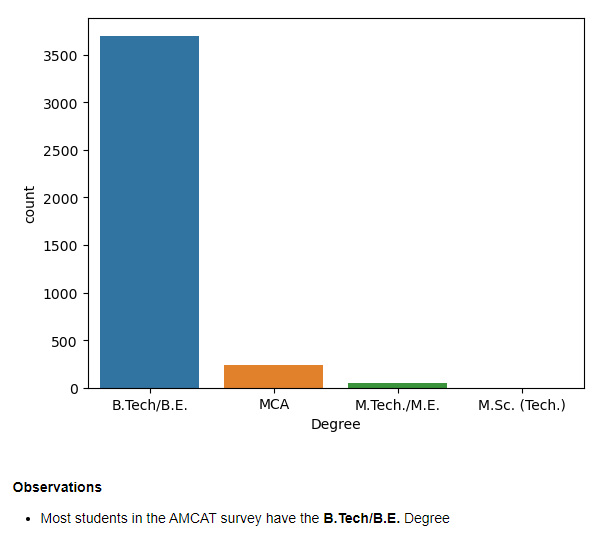 3500
3000
2500
2000
1500
1000
500
0
count
B.Tech/B.E. MCA M.Tech./M.E. M.Sc. (Tech.)
Degree
Observations
• Most students in the AMCAT survey have the B.Tech/B.E. Degree